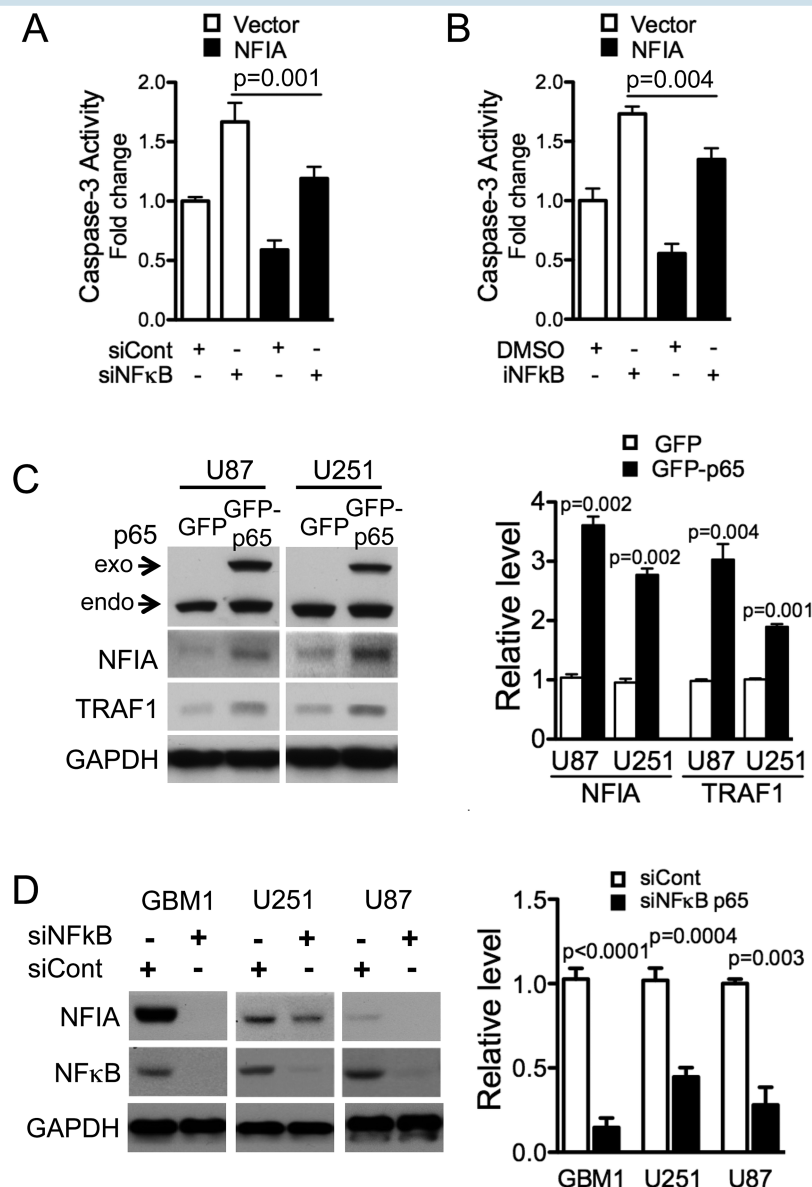 A
Vector
NFIA
p=0.001
2.0
1.5
1.0
0.5
0.0
Caspase-3 Activity
Fold change
siCont + - + -
siNFκB - + - +
B
Vector
NFIA
p=0.004
2.0
1.5
1.0
0.5
0.0
Caspase-3 Activity
Fold change
DMSO + - + -
iNFkB - + - +
C
U87 U251
p65 GFP GFP-p65 GFP GFP-p65
exo
endo
NFIA
TRAF1
GAPDH
GFP
GFP-p65
4
3
2
1
0
Relative level
p=0.002
p=0.002
p=0.004
p=0.001
U87 U251 U87 U251
NFIA TRAF1
D
GBM1 U251 U87
siNFkB - + - + - +
siCont + - + - + -
NFIA
NFκB
GAPDH
siCont
siNFκB p65
1.5
1.0
0.5
0.0
Relative level
p<0.0001
p=0.0004
p=0.003
GBM1 U251 U87